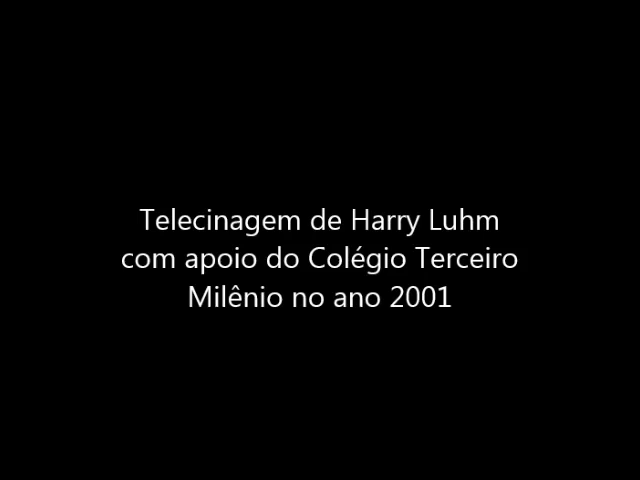 Telecinagem de Harry Luhm
com apoio do Colégio Terceiro
Milênio no ano 2001